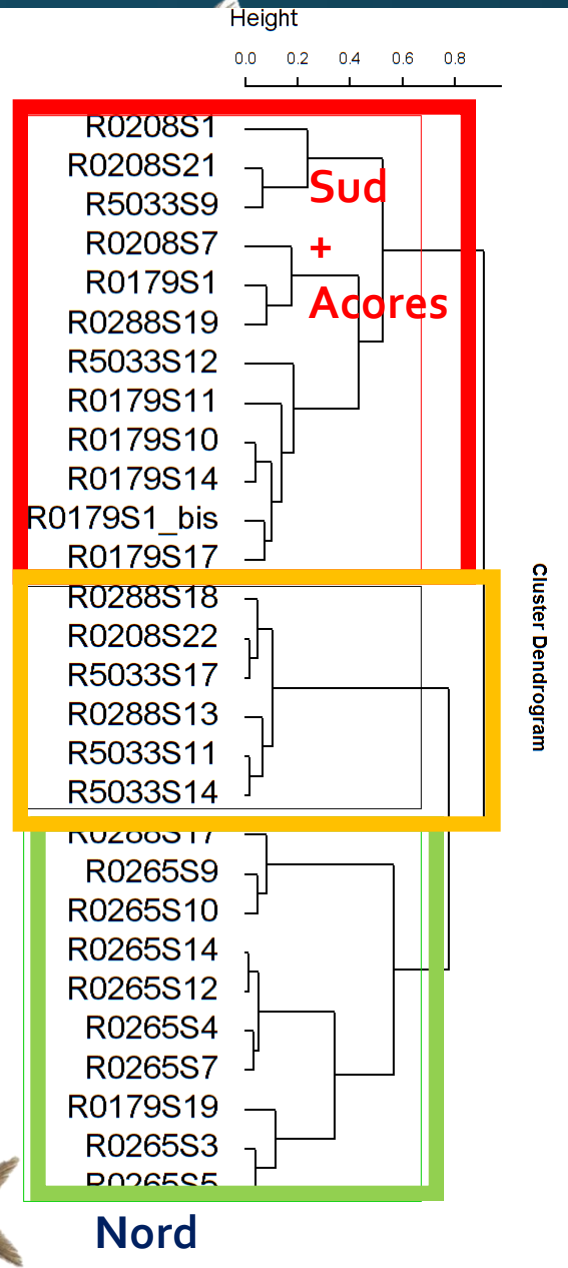 Height
0.0 0.2 0.4 0.6 0.8
R0208S1
R0208S21
R5033S9
R0208S7
R0179S1
R0288S19
R5033S12
R0179S11
R0179S10
R0179S14
R0179S1_bis
R0179S17
Sud
+
Acores
R0288S18
R0208S22
R5033S17
R0288S13
R5033S11
R5033S14
R0288S17
R0265S9
R0265S10
R0265S14
R0265S12
R0265S4
R0265S7
R0179S19
R0265S3
R0265S5
Cluster Dendrogram
Nord